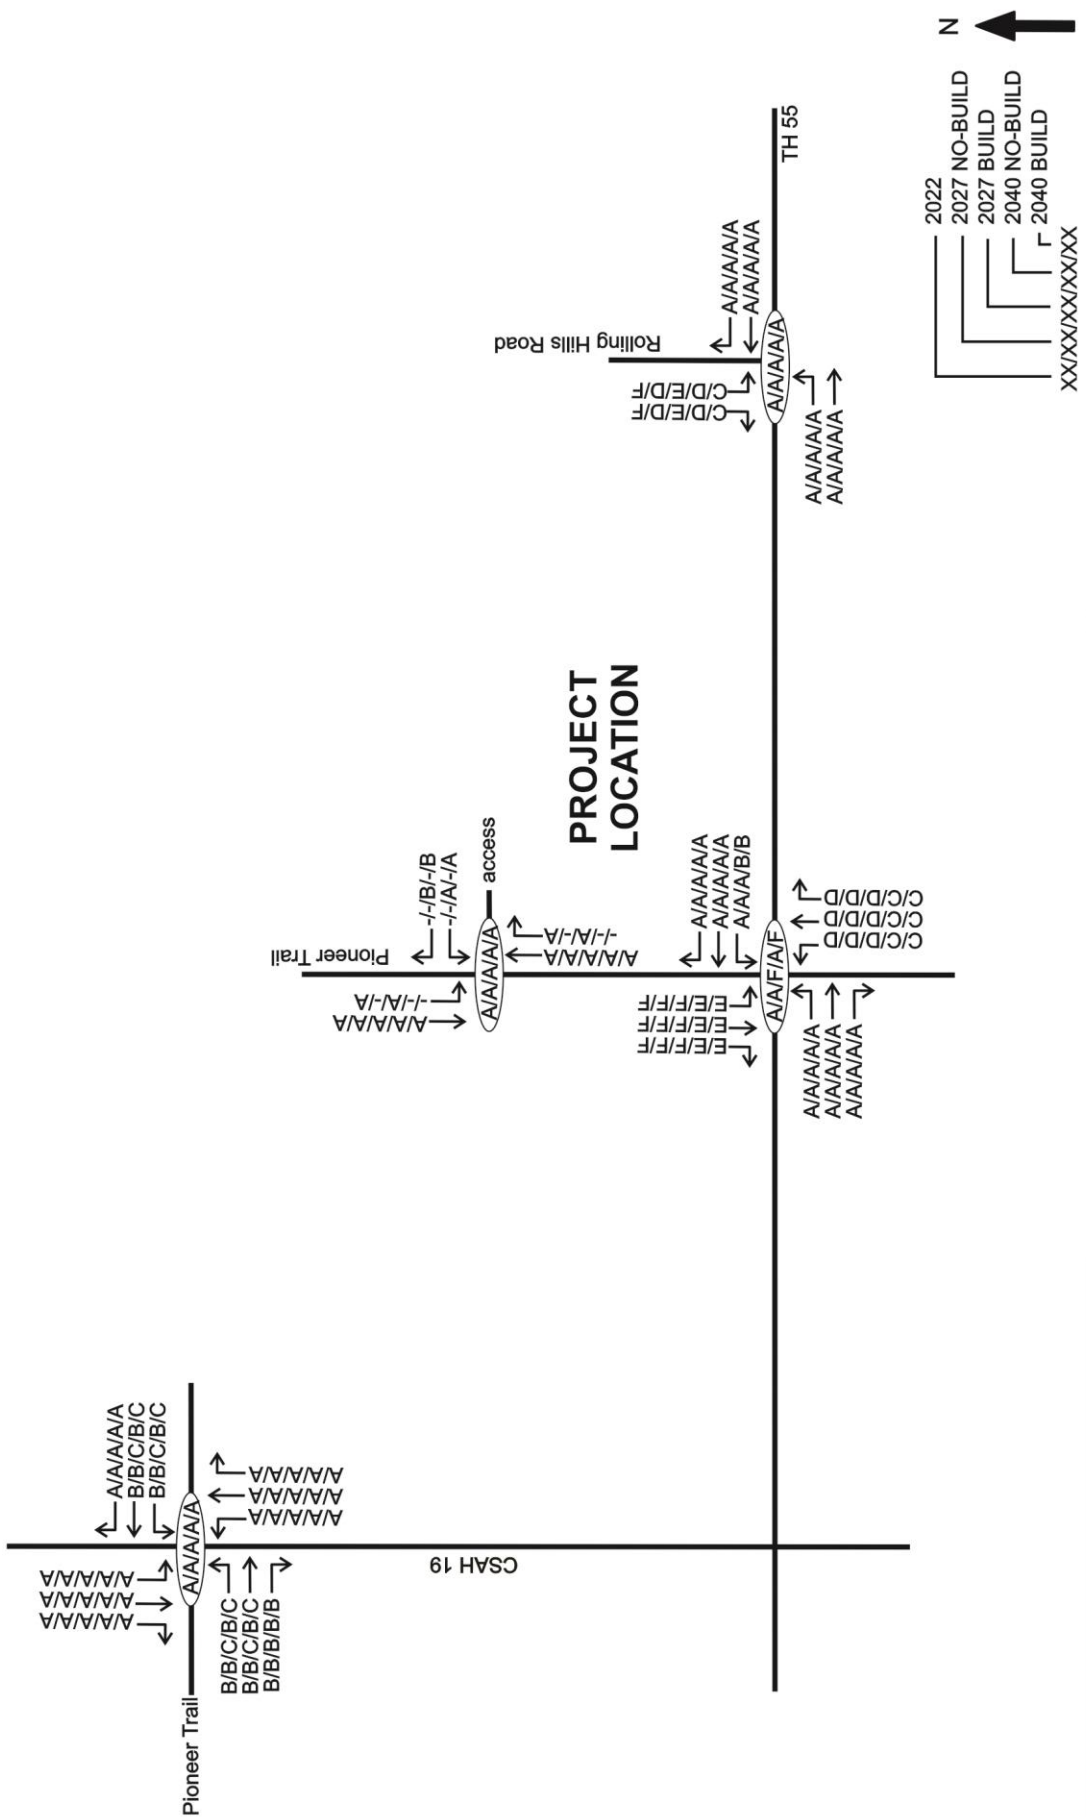 A/A/A/A/A
A/A/A/A/A
A/A/A/A/A
A/A/A/A/A
B/B/C/B/C
B/B/C/B/C
Pioneer Trail
A/A/A/A/A
B/B/C/B/C
B/B/C/B/C
B/B/B/B/B
A/A/A/A/A
A/A/A/A/A
A/A/A/A/A
CSAH 19
Pioneer Trail
A/A/A/A/A
-/-/A/-/A
-/-/B/-/B
-/-/A/-/A
A/A/A/A/A
access
A/A/A/A/A
-/-/A/-/A
PROJECT
LOCATION
E/E/F/F/F
E/E/F/F/F
E/E/F/F/F
A/A/A/A/A
A/A/A/A/A
A/A/A/B/B
A/A/F/A/F
A/A/A/A/A
A/A/A/A/A
A/A/A/A/A
C/C/D/D/D
C/C/D/D/D
C/C/D/D/D
Rolling Hills Road
C/D/E/D/F
C/D/E/D/F
A/A/A/A/A
A/A/A/A/A
A/A/A/A/A
TH 55
A/A/A/A/A
A/A/A/A/A
N
2022
2027 NO-BUILD
2027 BUILD
2040 NO-BUILD
2040 BUILD
XX/XX/XX/XX/XX